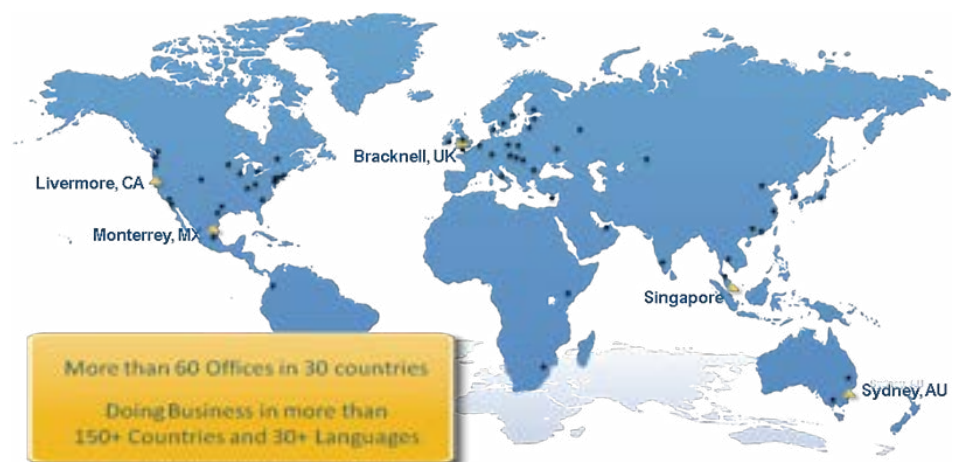 Bracknell, UK
Livermore, CA
Monterrey, MX
Singapore
More than 60 Offices in 30 countries
Doing Business in more than
150+ Countries and 30+ Languages
Sydney, AU